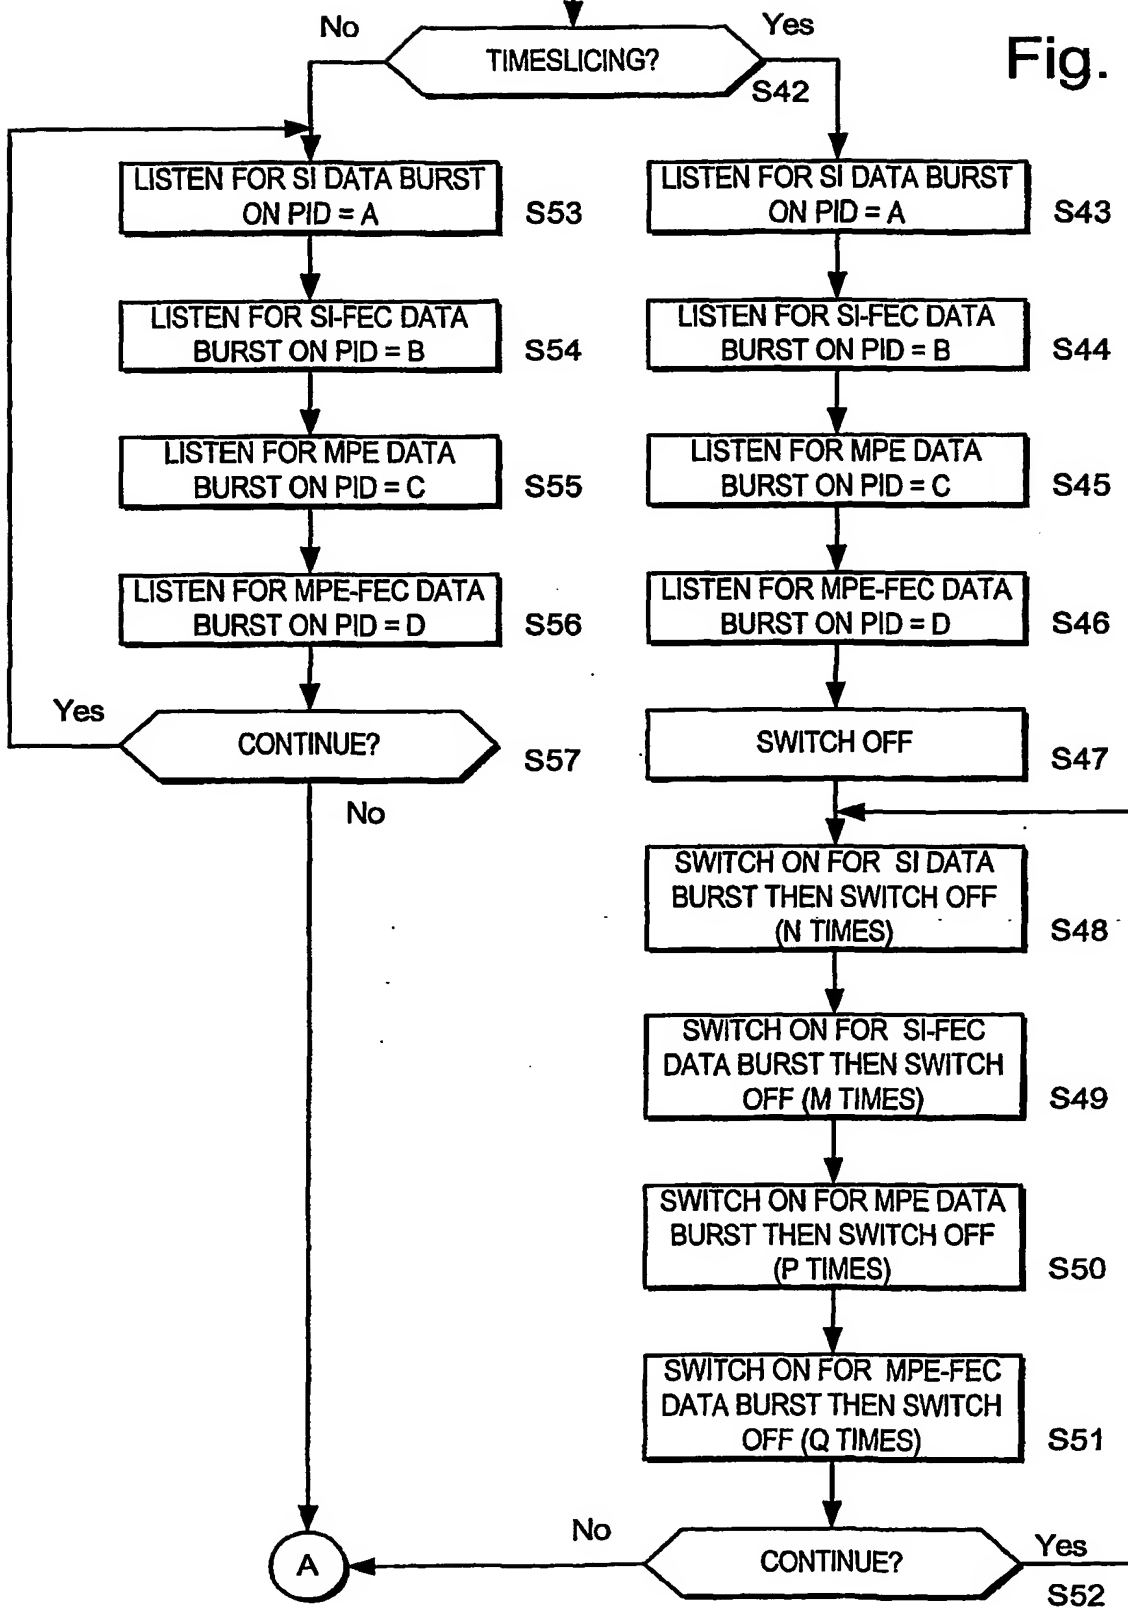 No
Yes
Fig.
TIMESLICING?
S42
LISTEN FOR SI DATA BURST
ON PID = A
S53
LISTEN FOR SI-FEC DATA
BURST ON PID = B
S54
LISTEN FOR MPE DATA
BURST ON PID = C
S55
LISTEN FOR MPE-FEC DATA
BURST ON PID = D
S56
Yes
CONTINUE?
S57
No
LISTEN FOR SI DATA BURST
ON PID = A
S43
LISTEN FOR SI-FEC DATA
BURST ON PID = B
S44
LISTEN FOR MPE DATA
BURST ON PID = C
S45
LISTEN FOR MPE-FEC DATA
BURST ON PID = D
S46
SWITCH OFF
S47
SWITCH ON FOR SI DATA
BURST THEN SWITCH OFF
(N TIMES)
S48
SWITCH ON FOR SI-FEC
DATA BURST THEN SWITCH
OFF (M TIMES)
S49
SWITCH ON FOR MPE DATA
BURST THEN SWITCH OFF
(P TIMES)
S50
SWITCH ON FOR MPE-FEC
DATA BURST THEN SWITCH
OFF (Q TIMES)
S51
No
CONTINUE?
Yes
S52
A